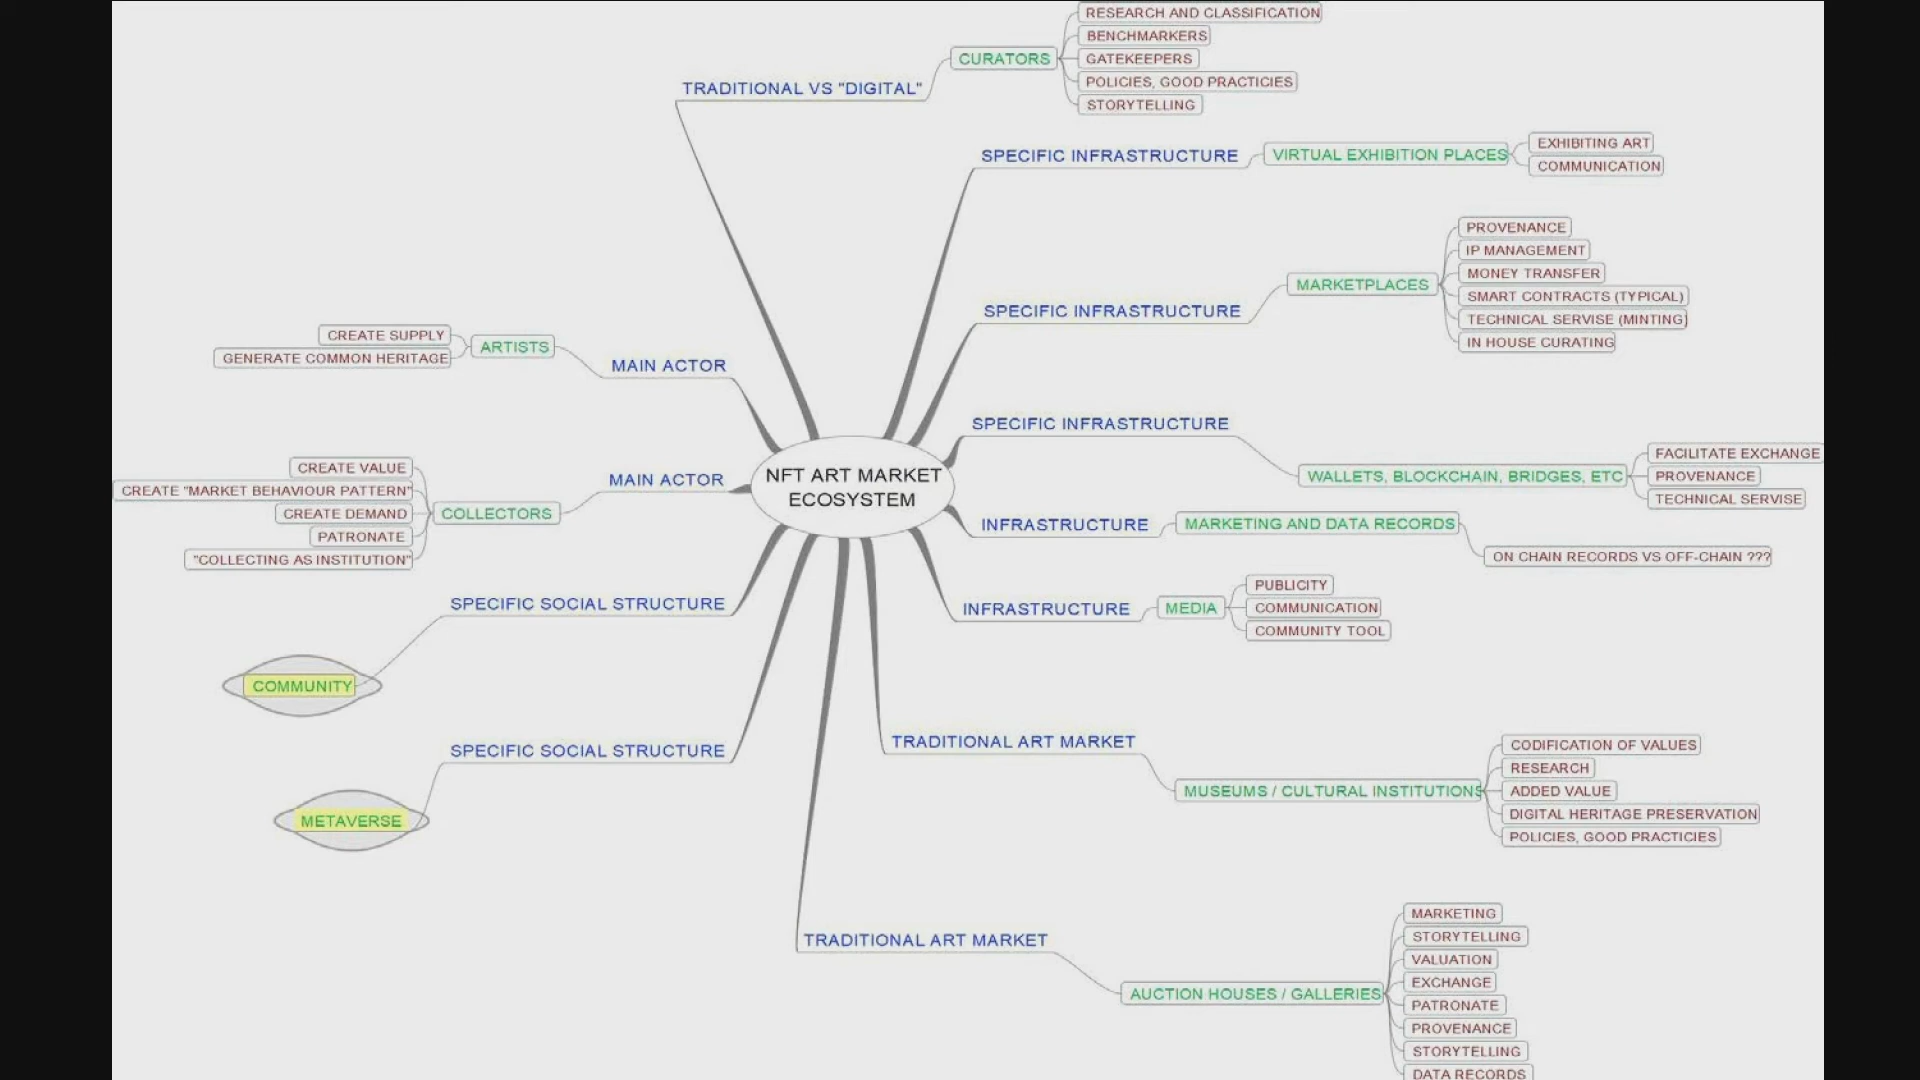 RESEARCH AND CLASSIFICATION
BENCHMARKERS
CURATORS
GATEKEEPERS
POLICIES, GOOD PRACTICIES
STORYTELLING
TRADITIONAL VS "DIGITAL"
SPECIFIC INFRASTRUCTURE
VIRTUAL EXHIBITION PLACES
EXHIBITING ART
COMMUNICATION
SPECIFIC INFRASTRUCTURE
MARKETPLACES
PROVENANCE
IP MANAGEMENT
MONEY TRANSFER
SMART CONTRACTS (TYPICAL)
TECHNICAL SERVISE (MINTING)
IN HOUSE CURATING
CREATE SUPPLY
GENERATE COMMON HERITAGE
ARTISTS
MAIN ACTOR
NFT ART MARKET
ECOSYSTEM
SPECIFIC INFRASTRUCTURE
WALLETS, BLOCKCHAIN, BRIDGES, ETC
FACILITATE EXCHANGE
PROVENANCE
TECHNICAL SERVISE
CREATE VALUE
CREATE "MARKET BEHAVIOUR PATTERN"
CREATE DEMAND
PATRONATE
"COLLECTING AS INSTITUTION"
COLLECTORS
MAIN ACTOR
INFRASTRUCTURE
MARKETING AND DATA RECORDS
ON CHAIN RECORDS VS OFF-CHAIN ???
INFRASTRUCTURE
MEDIA
PUBLICITY
COMMUNICATION
COMMUNITY TOOL
SPECIFIC SOCIAL STRUCTURE
COMMUNITY
SPECIFIC SOCIAL STRUCTURE
METAVERSE
TRADITIONAL ART MARKET
MUSEUMS / CULTURAL INSTITUTIONS
CODIFICATION OF VALUES
RESEARCH
ADDED VALUE
DIGITAL HERITAGE PRESERVATION
POLICIES, GOOD PRACTICIES
TRADITIONAL ART MARKET
AUCTION HOUSES / GALLERIES
MARKETING
STORYTELLING
VALUATION
EXCHANGE
PATRONATE
PROVENANCE
STORYTELLING
DATA RECORDS